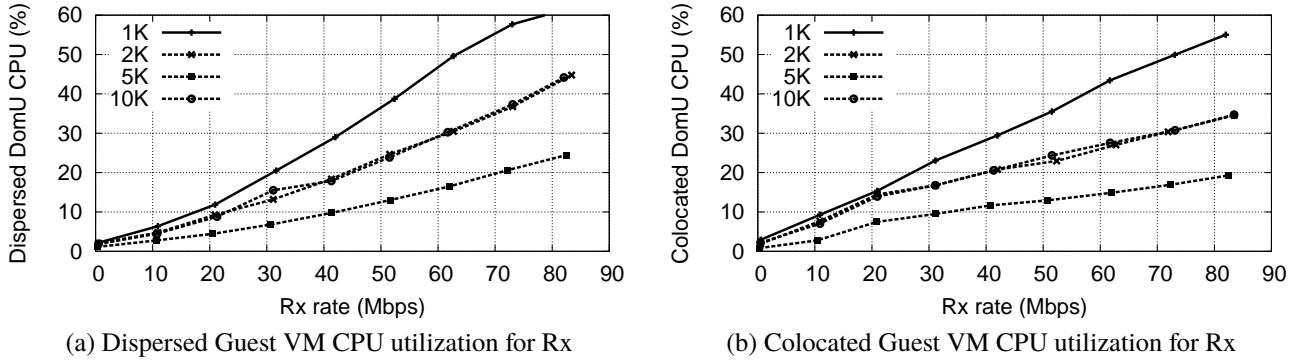 Dispersed DomU CPU (%)
60
50
40
30
20
10
0
1K
2K
5K
10K
0 10 20 30 40 50 60 70 80 90
Rx rate (Mbps)
(a) Dispersed Guest VM CPU utilization for Rx
Colocated DomU CPU (%)
60
50
40
30
20
10
0
1K
2K
5K
10K
0 10 20 30 40 50 60 70 80 90
Rx rate (Mbps)
(b) Colocated Guest VM CPU utilization for Rx